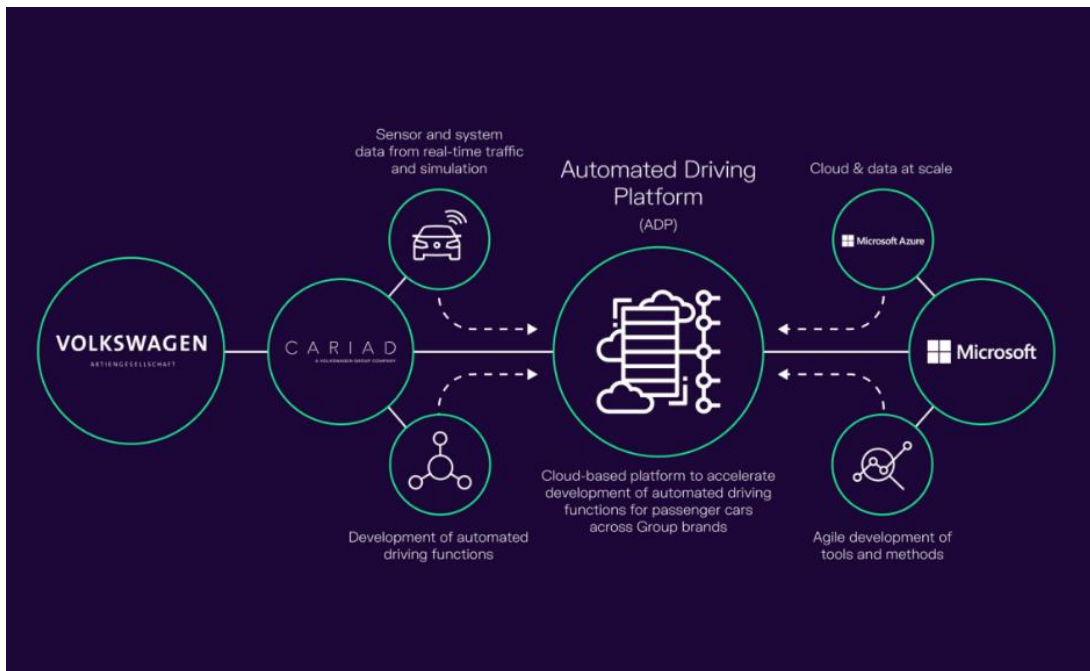 Sensor and system
data from real-time traffic
and simulation
Automated Driving
Platform
(ADP)
Cloud & data at scale
Microsoft Azure
VOLKSWAGEN
AKTIENGESELLSCHAFT
CARIAD
A VOLKSWAGEN GROUP COMPANY
Microsoft
Development of automated
driving functions
Cloud-based platform to accelerate
development of automated driving
functions for passenger cars
across Group brands
Agile development of
tools and methods